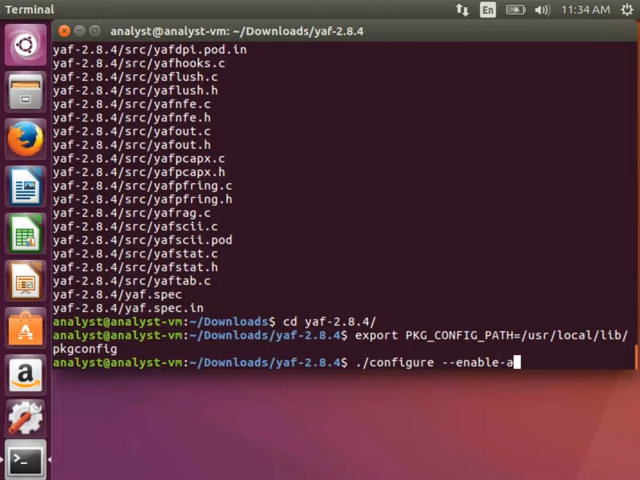 Terminal
En
11:34 AM
analyst@analyst-vm: ~/Downloads/yaf-2.8.4
yaf-2.8.4/src/yafdpi.pod.in
yaf-2.8.4/src/yafhooks.c
yaf-2.8.4/src/yaflush.c
yaf-2.8.4/src/yaflush.h
yaf-2.8.4/src/yafnfe.c
yaf-2.8.4/src/yafnfe.h
yaf-2.8.4/src/yafout.c
yaf-2.8.4/src/yafout.h
yaf-2.8.4/src/yafpcapx.c
yaf-2.8.4/src/yafpcapx.h
yaf-2.8.4/src/yafpfring.c
yaf-2.8.4/src/yafpfring.h
yaf-2.8.4/src/yafrag.c
yaf-2.8.4/src/yafscii.c
yaf-2.8.4/src/yafscii.pod
yaf-2.8.4/src/yafstat.c
yaf-2.8.4/src/yafstat.h
yaf-2.8.4/src/yaftab.c
yaf-2.8.4/yaf.spec
yaf-2.8.4/yaf.spec.in
analyst@analyst-vm:~/Downloads$ cd yaf-2.8.4/
analyst@analyst-vm:~/Downloads/yaf-2.8.4$ export PKG_CONFIG_PATH=/usr/local/lib/
pkgconfig
analyst@analyst-vm:~/Downloads/yaf-2.8.4$ ./configure --enable-a